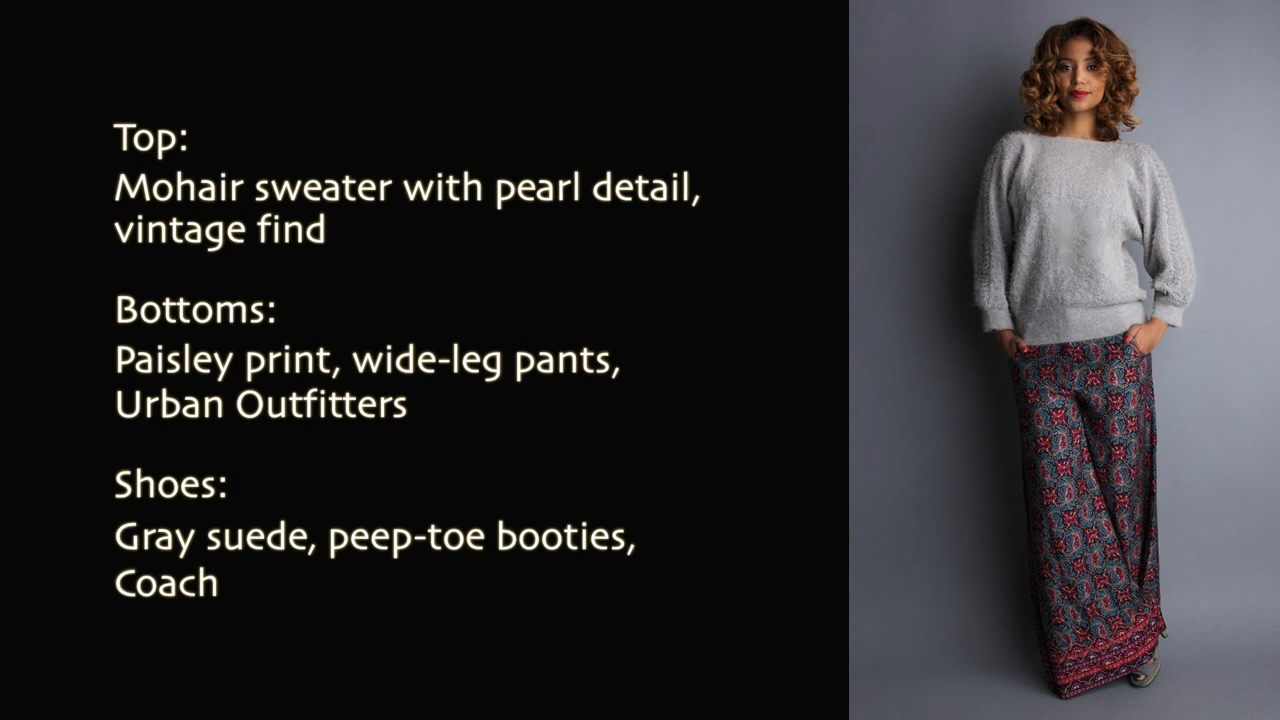 Top:
Mohair sweater with pearl detail,
vintage find
Bottoms:
Paisley print, wide-leg pants,
Urban Outfitters
Shoes:
Gray suede, peep-toe booties,
Coach